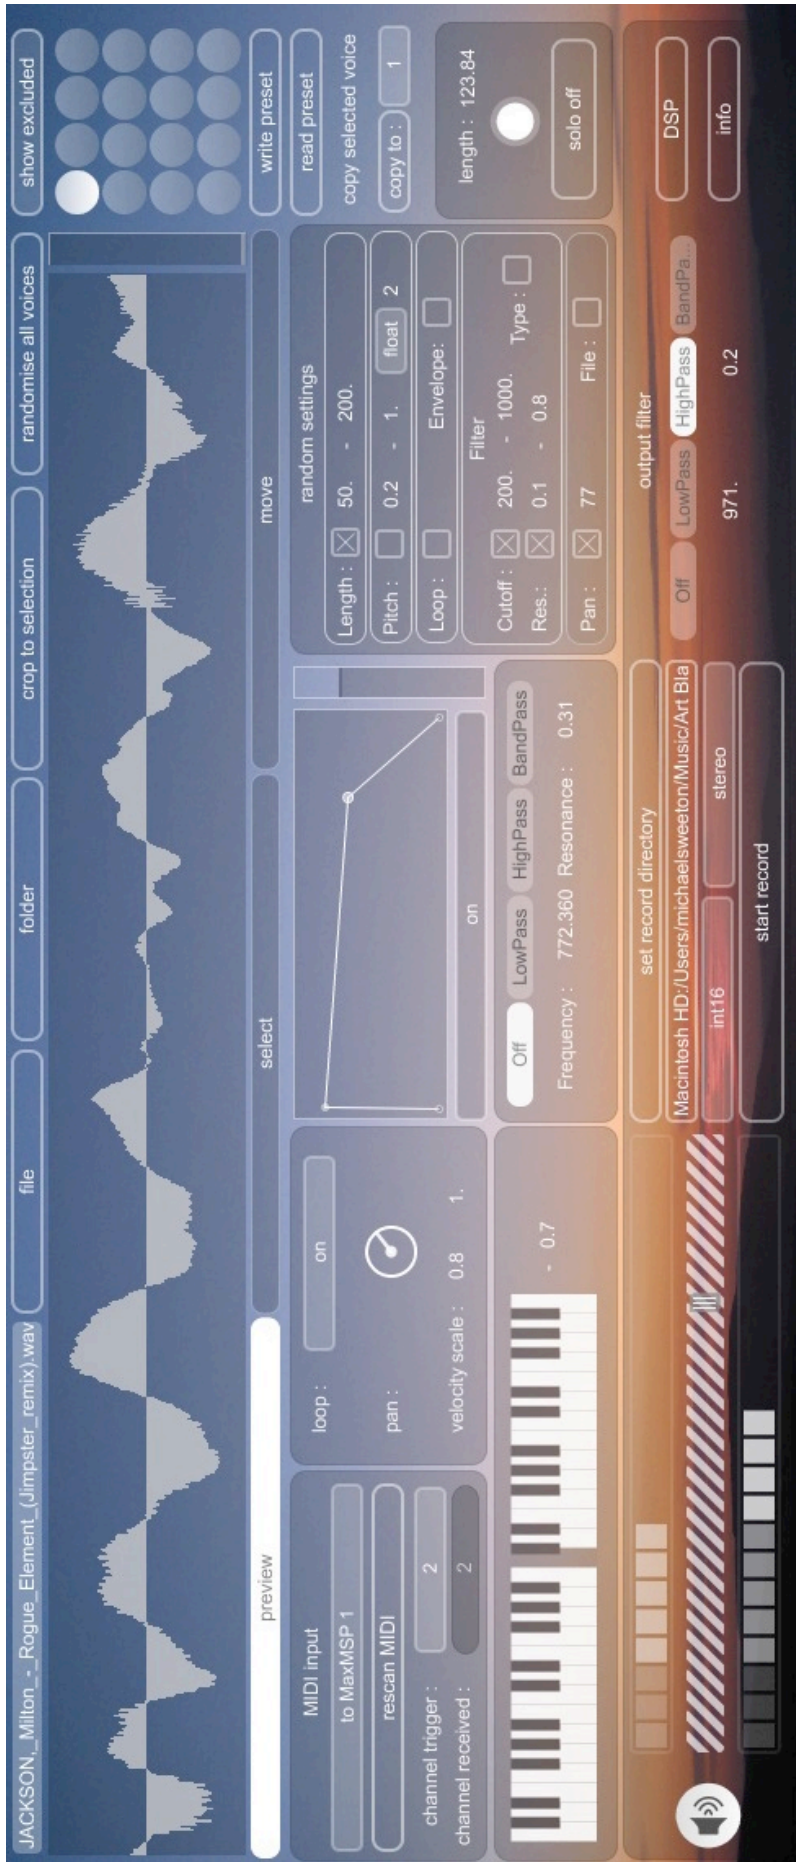 JACKSON,_Milton_-_Rogue_Element_(Jimpster_remix).wav
file
folder
crop to selection
randomise all voices
show excluded
preview
select
move
write preset
read preset
copy selected voice
copy to :
1
MIDI input
to MaxMSP 1
rescan MIDI
channel trigger :
2
channel received :
2
loop :
on
pan :
velocity scale :
0.8
1.
on
random settings
Length :
50. - 200.
Pitch :
0.2 - 1.
float
2
Loop :
Envelope:
Filter
Cutoff :
200. - 1000.
Type :
Res.:
0.1 - 0.8
Pan :
77
File :
length : 123.84
solo off
- 0.7
Off
LowPass
HighPass
BandPass
Frequency : 772.360
Resonance : 0.31
set record directory
Macintosh HD:/Users/michaelsweeton/Music/Art Bla
int16
stereo
start record
output filter
Off
LowPass
HighPass
BandPa...
971.
0.2
DSP
info